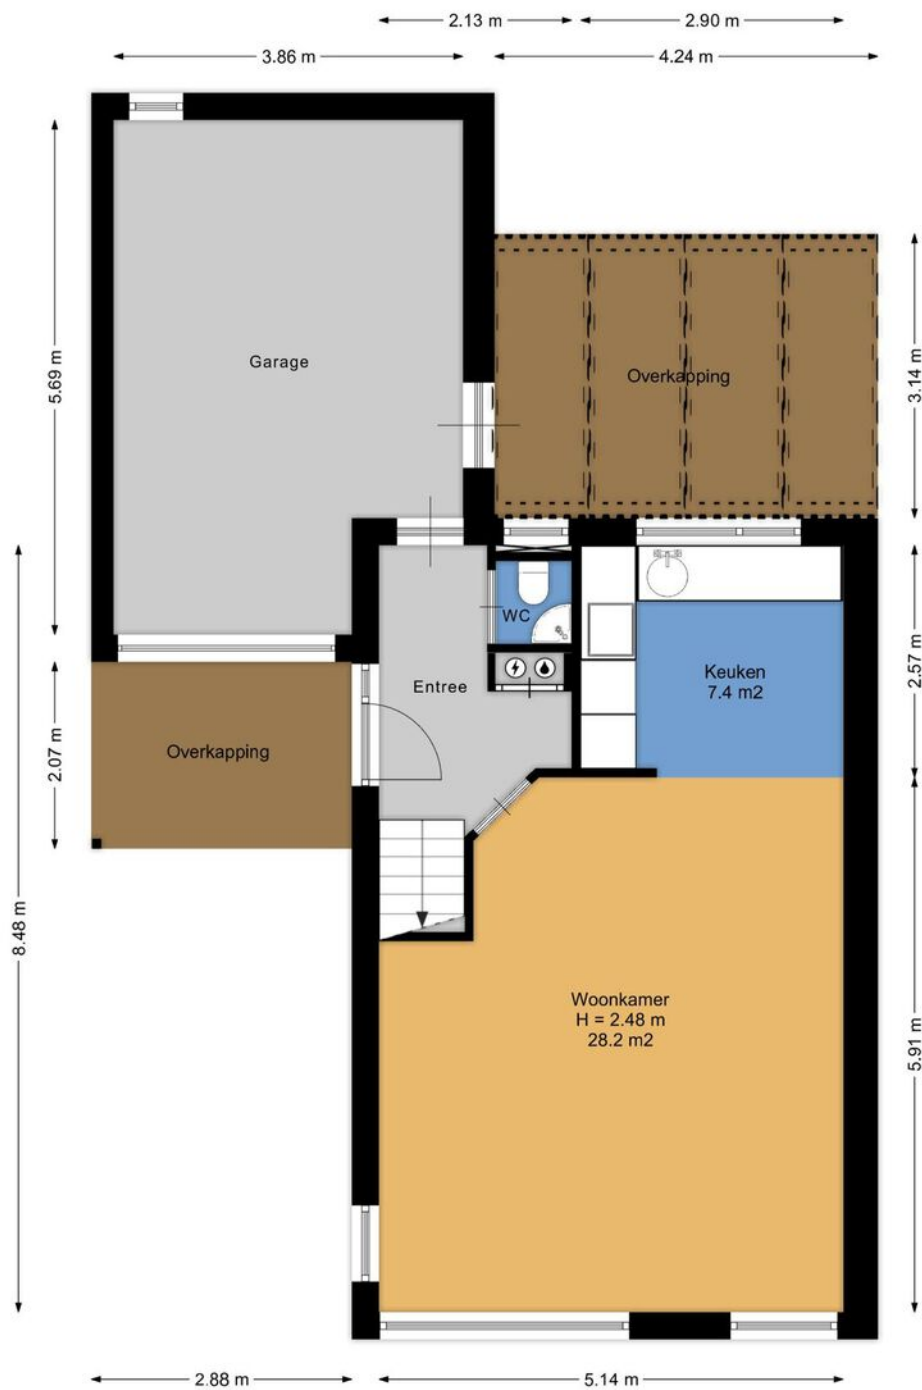 2.13 m
2.90 m
3.86 m
4.24 m
Garage
Overkapping
5.69 m
3.14 m
WC
Entree
Keuken
7.4 m2
2.57 m
Overkapping
2.07 m
8.48 m
Woonkamer
H = 2.48 m
28.2 m2
5.91 m
2.88 m
5.14 m